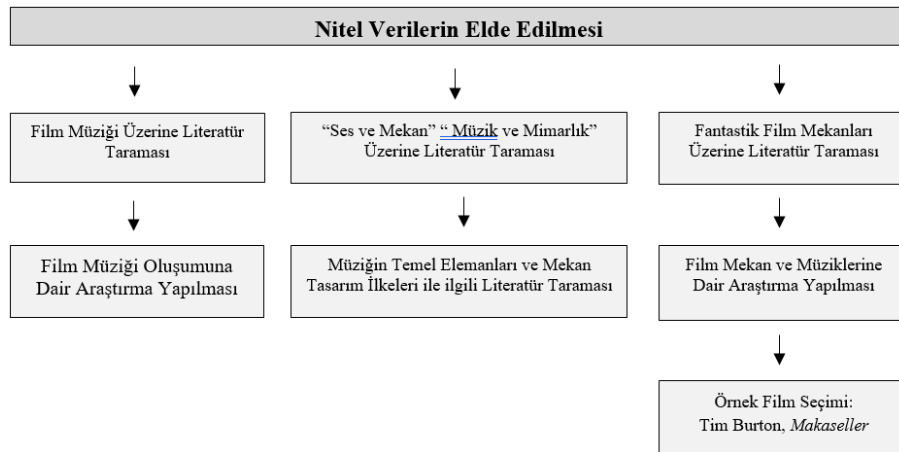 Nitel Verilerin Elde Edilmesi
Film Müziği Üzerine Literatür
Taraması
“Ses ve Mekan” “ Müzik ve Mimarlık”
Üzerine Literatür Taraması
Fantastik Film Mekanları
Üzerine Literatür Taraması
Film Müziği Oluşumuna
Dair Araştırma Yapılması
Müziğin Temel Elemanları ve Mekan
Tasarım İlkeleri ile ilgili Literatür Taraması
Film Mekan ve Müziklerine
Dair Araştırma Yapılması
Örnek Film Seçimi:
Tim Burton, Makaseller